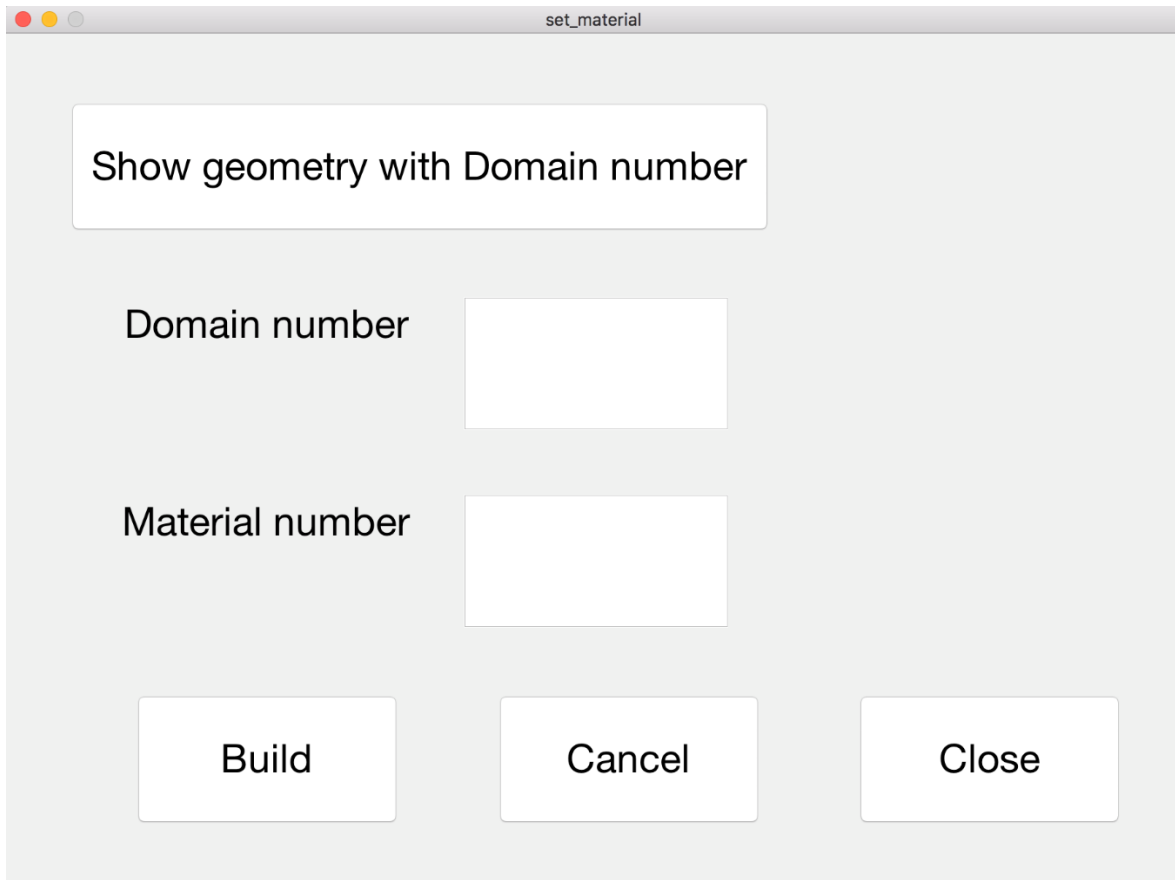 set_material
Show geometry with Domain number
Domain number
Material number
Build
Cancel
Close